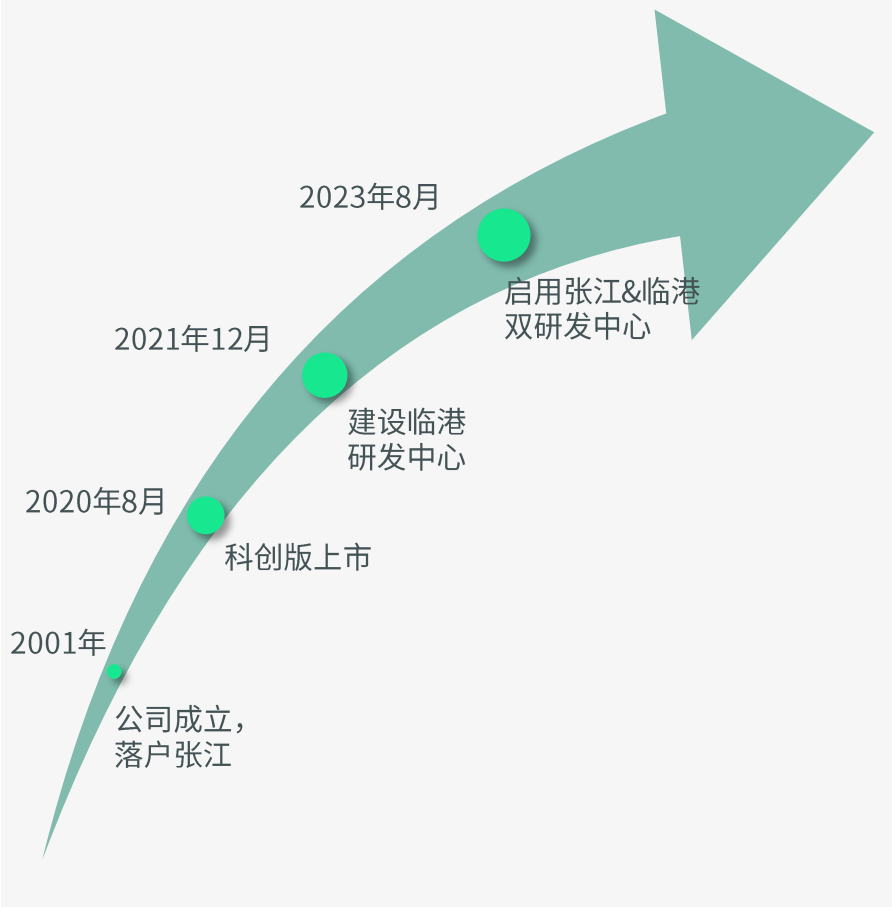 2023年8月
启用张江&临港
双研发中心
2021年12月
建设临港
研发中心
2020年8月
科创版上市
2001年
公司成立，
落户张江